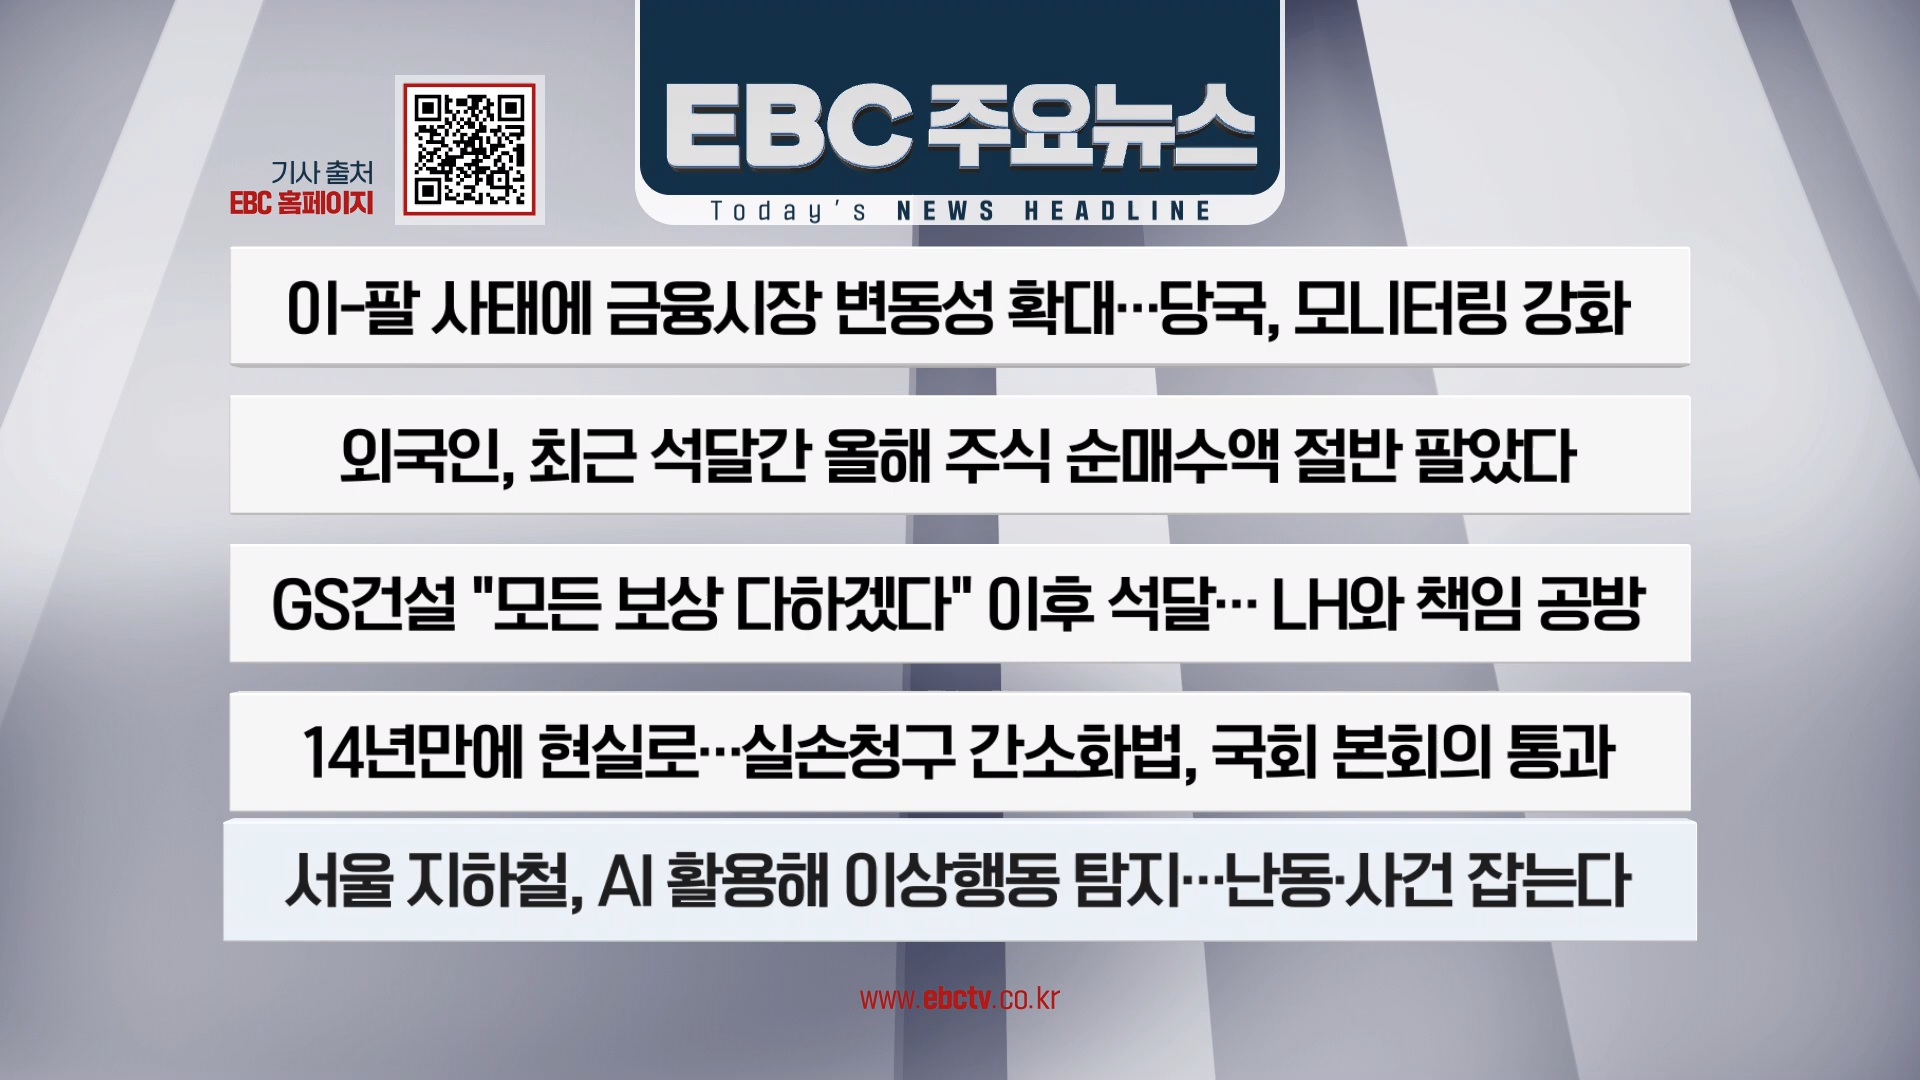 기사 출처
EBC 홈페이지
EBC 주요뉴스
Today's NEWS HEADLINE
이-팔 사태에 금융시장 변동성 확대…당국, 모니터링 강화
외국인, 최근 석달간 올해 주식 순매수액 절반 팔았다
GS건설 "모든 보상 다하겠다" 이후 석달… LH와 책임 공방
14년만에 현실로…실손청구 간소화법, 국회 본회의 통과
서울 지하철, AI 활용해 이상행동 탐지…난동·사건 잡는다
www.ebctv.co.kr